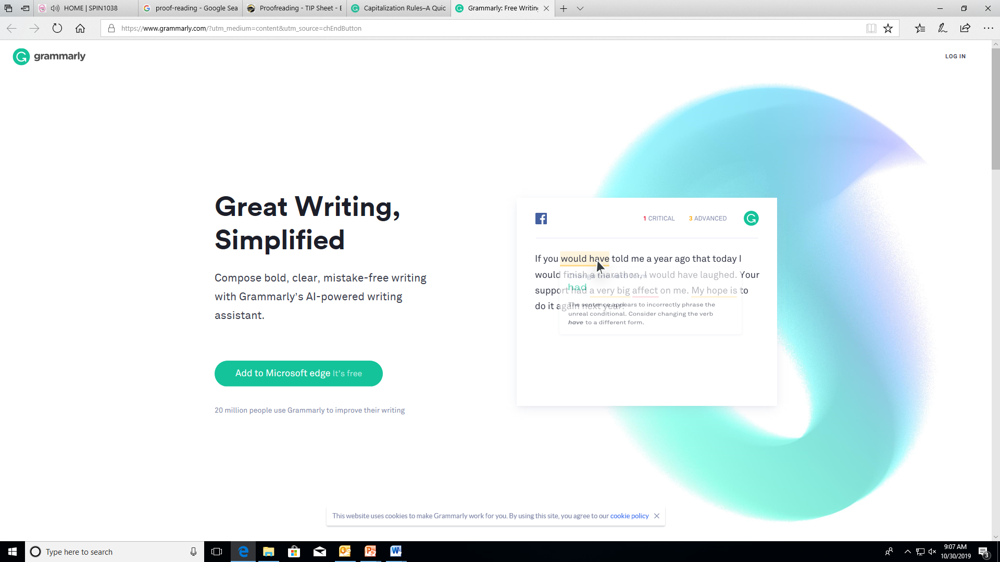 HOME | SPIN1038
proof-reading - Google Sea
Proofreading - TIP Sheet - E
Capitalization Rules–A Quic
Grammarly: Free Writin
https://www.grammarly.com/?utm_medium=content&utm_source=chEndButton
grammarly
LOG IN
Great Writing,
Simplified
Compose bold, clear, mistake-free writing
with Grammarly's AI-powered writing
assistant.
Add to Microsoft edge It's free
20 million people use Grammarly to improve their writing
1 CRITICAL 3 ADVANCED
If you would have told me a year ago that today I
would finish a marathon, I would have laughed. Your
support had a very big affect on me. My hope is to
do it again next year!
Change the verb form
had
The sentence appears to incorrectly phrase the
unreal conditional. Consider changing the verb
have to a different form.
This website uses cookies to make Grammarly work for you. By using this site, you agree to our cookie policy
Type here to search
9:07 AM
10/30/2019
3